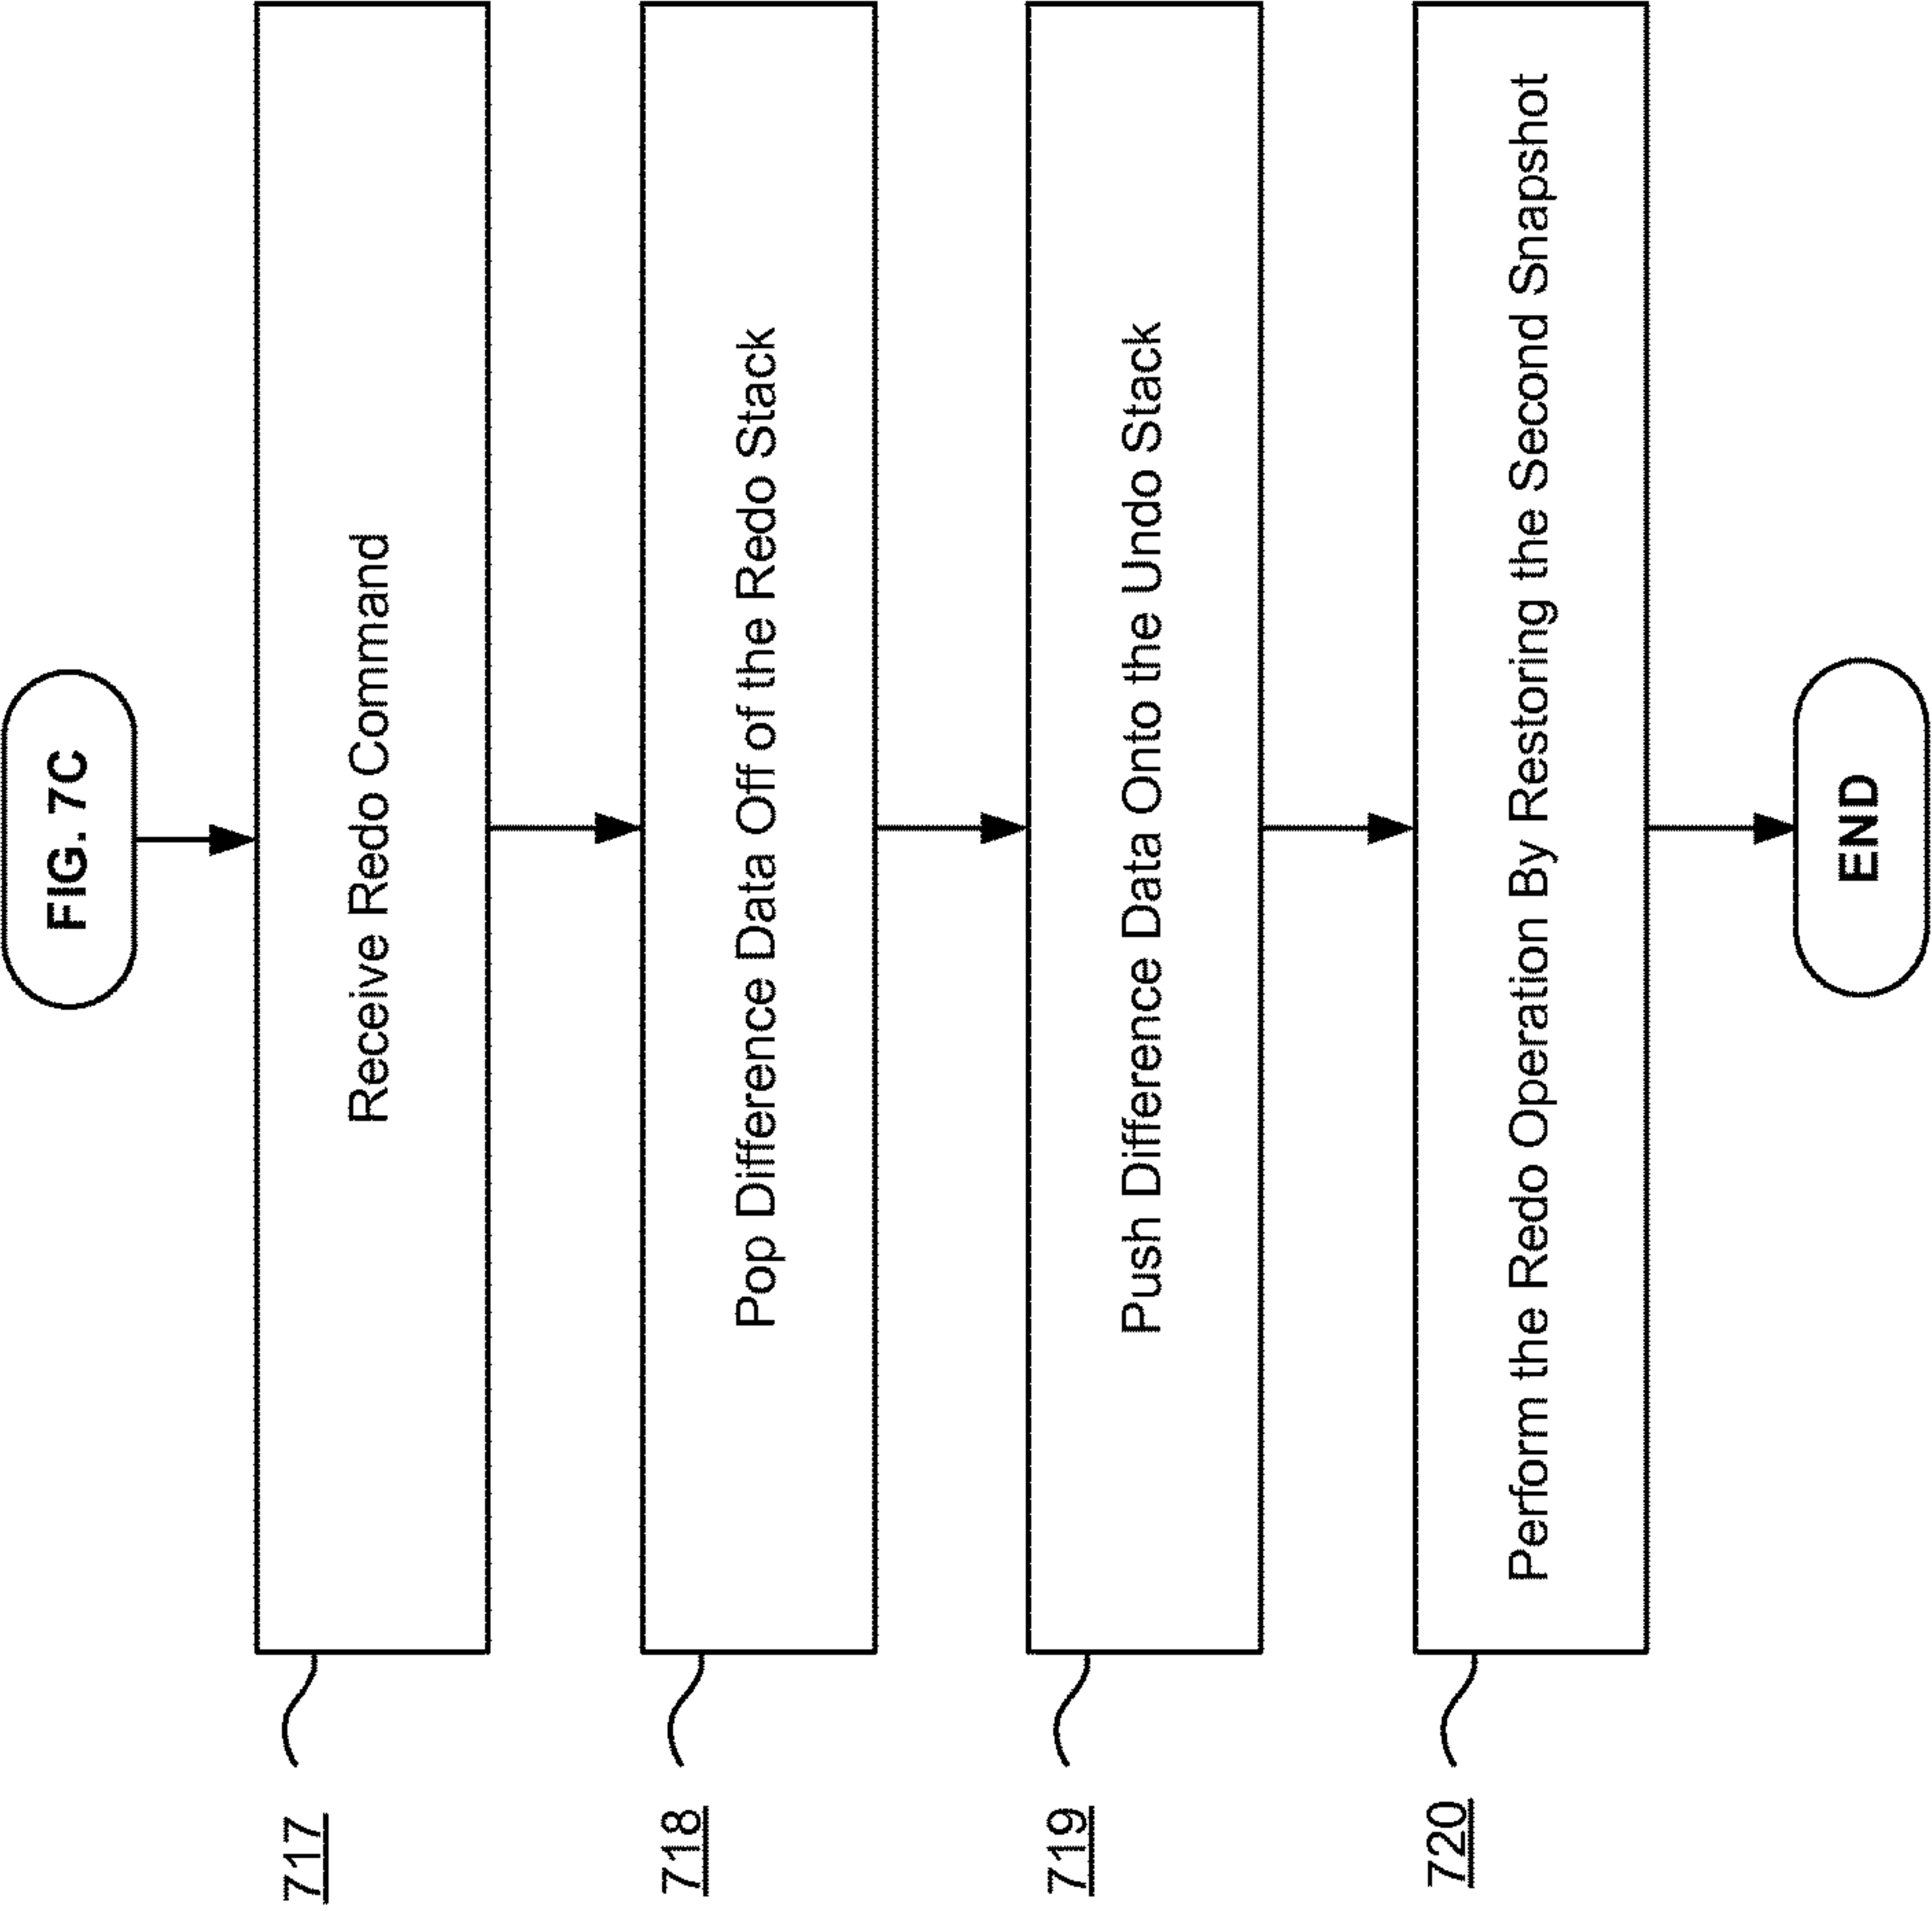 FIG. 7C
717
Receive Redo Command
718
Pop Difference Data Off of the Redo Stack
719
Push Difference Data Onto the Undo Stack
720
Perform the Redo Operation By Restoring the Second Snapshot
END